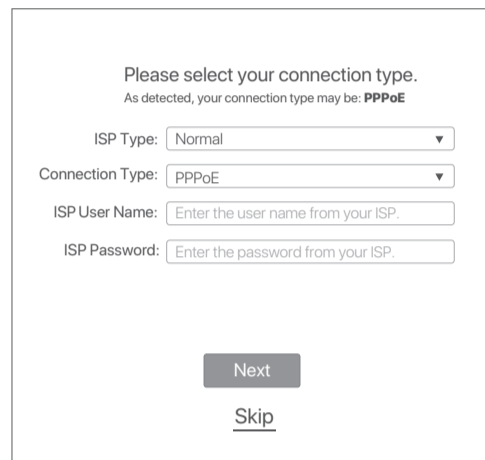 Please select your connection type.
As detected, your connection type may be: PPPoE
ISP Type: Normal
Connection Type: PPPoE
ISP User Name: Enter the user name from your ISP.
ISP Password: Enter the password from your ISP.
Next
Skip